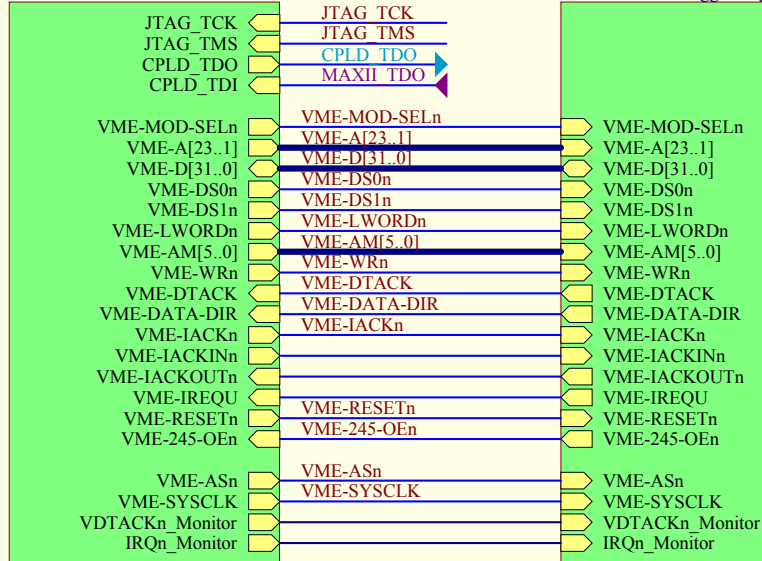 JTAG_TCK JTAG_TCK
JTAG_TMS JTAG_TMS
CPLD_TDO CPLD_TDO
CPLD_TDI MAXII_TDO
VME-MOD-SELn VME-MOD-SELn VME-MOD-SELn
VME-A[23..1] VME-A[23..1] VME-A[23..1]
VME-D[31..0] VME-D[31..0] VME-D[31..0]
VME-DS0n VME-DS0n VME-DS0n
VME-DS1n VME-DS1n VME-DS1n
VME-LWORDn VME-LWORDn VME-LWORDn
VME-AM[5..0] VME-AM[5..0] VME-AM[5..0]
VME-WRn VME-WRn VME-WRn
VME-DTACK VME-DTACK VME-DTACK
VME-DATA-DIR VME-DATA-DIR VME-DATA-DIR
VME-IACKn VME-IACKn VME-IACKn
VME-IACKINn VME-IACKINn
VME-IACKOUTn VME-IACKOUTn
VME-IREQU VME-IREQU
VME-RESETn VME-RESETn VME-RESETn
VME-245-OEn VME-245-OEn VME-245-OEn
VME-ASn VME-ASn VME-ASn
VME-SYSCLK VME-SYSCLK VME-SYSCLK
VDTACKn_Monitor VDTACKn_Monitor
IRQn_Monitor IRQn_Monitor